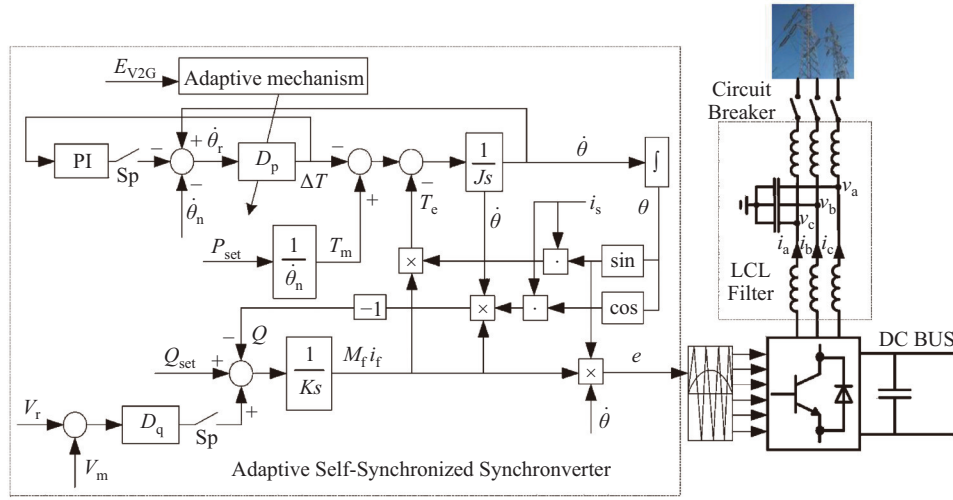 E_V2G
Adaptive mechanism
Circuit
Breaker
+ θ̇_r
PI
Sp
−
−
D_p
ΔT
−
+
−
T_e
1/Js
θ̇
∫
θ
θ̇_n
P_set
1/θ̇_n
T_m
θ̇
i_s
×
·
sin
v_a
v_b
v_c
i_a
i_b
i_c
LCL
Filter
−1
×
·
cos
Q_set
+
−
Q
+
1/Ks
M_f i_f
×
e
θ̇
DC BUS
V_r
D_q
Sp
V_m
Adaptive Self-Synchronized Synchronverter